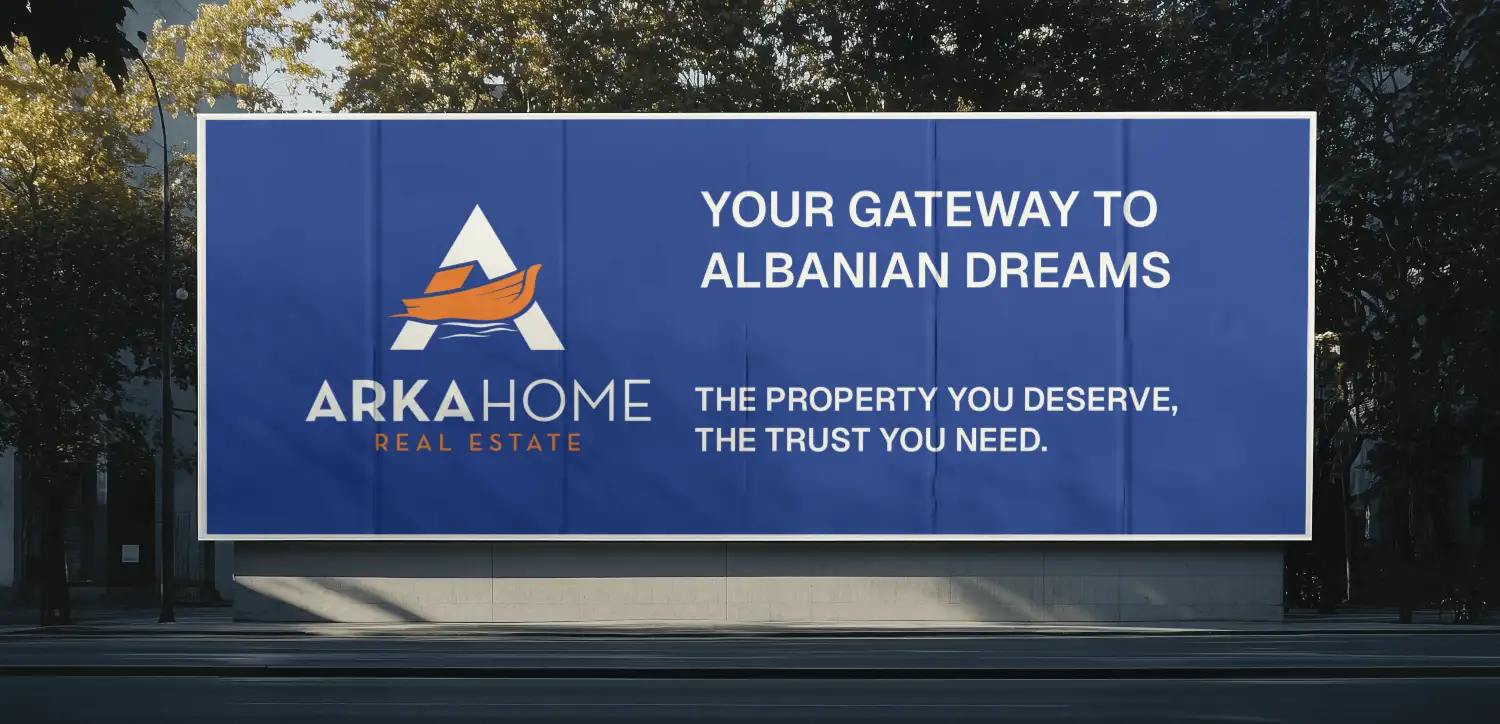 YOUR GATEWAY TO
ALBANIAN DREAMS
ARKAHOME
REAL ESTATE
THE PROPERTY YOU DESERVE,
THE TRUST YOU NEED.